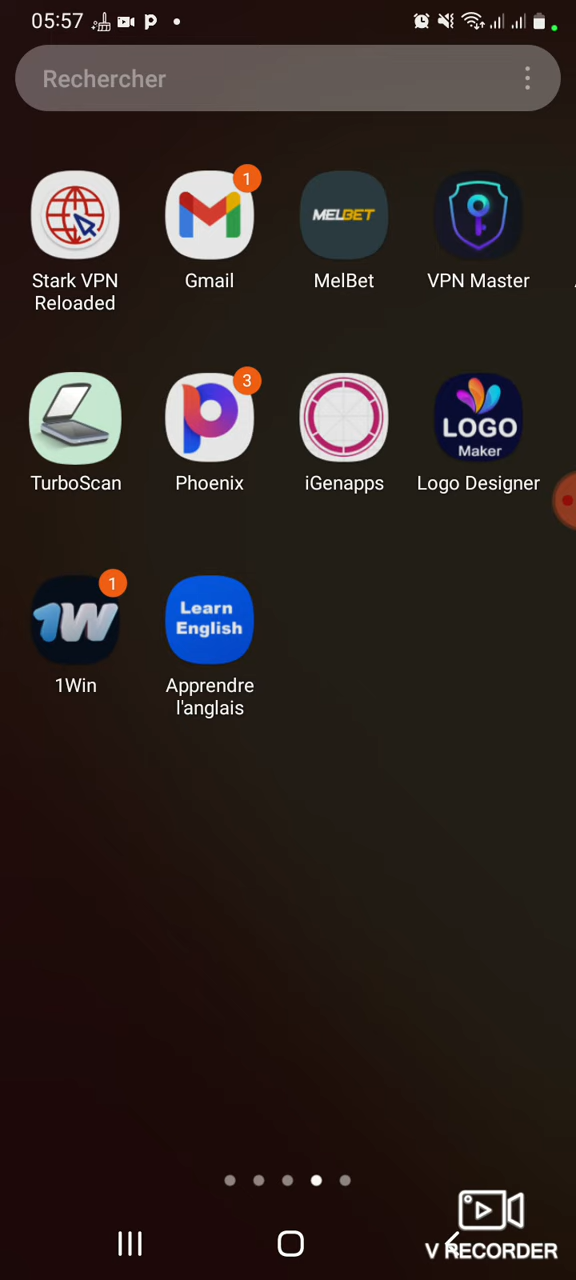 05:57
Rechercher
1
Stark VPN
Reloaded
Gmail
MELBET
MelBet
VPN Master
3
TurboScan
Phoenix
iGenapps
LOGO
Maker
Logo Designer
1
1W
1Win
Learn
English
Apprendre
l'anglais
V RECORDER